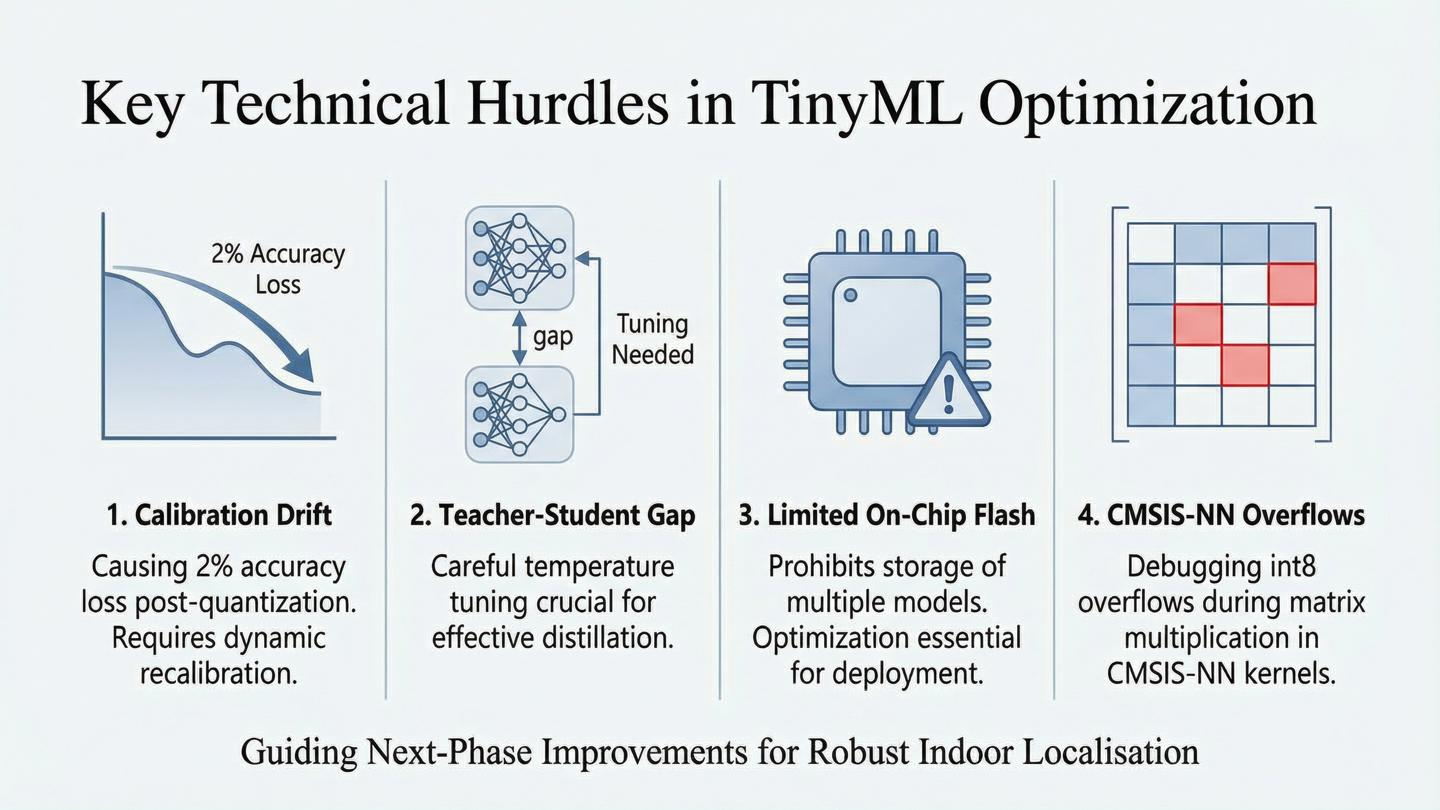 Key Technical Hurdles in TinyML Optimization
2% Accuracy
Loss
gap
Tuning
Needed
1. Calibration Drift
Causing 2% accuracy
loss post-quantization.
Requires dynamic
recalibration.
2. Teacher-Student Gap
Careful temperature
tuning crucial for
effective distillation.
3. Limited On-Chip Flash
Prohibits storage of
multiple models.
Optimization essential
for deployment.
4. CMSIS-NN Overflows
Debugging int8
overflows during matrix
multiplication in
CMSIS-NN kernels.
Guiding Next-Phase Improvements for Robust Indoor Localisation